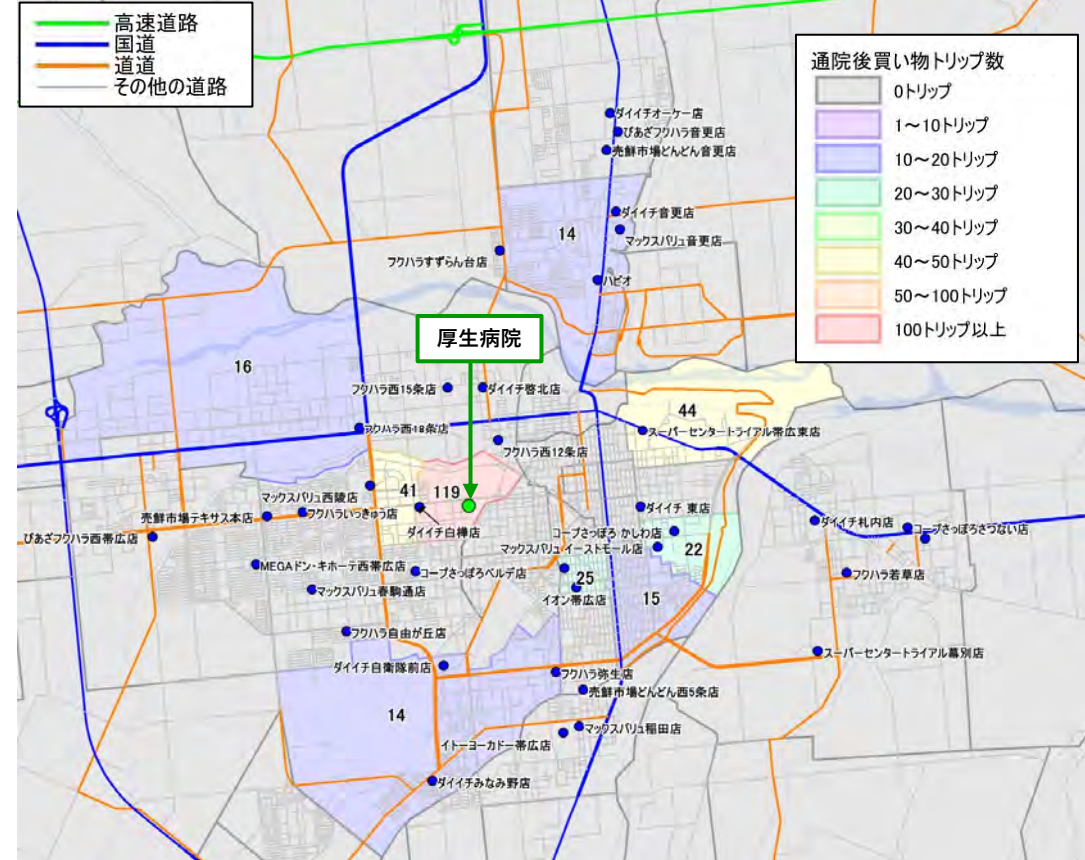 高速道路
国道
道道
その他の道路
通院後買い物トリップ数
0トリップ
1～10トリップ
10～20トリップ
20～30トリップ
30～40トリップ
40～50トリップ
50～100トリップ
100トリップ以上
ダイイチオーケー店
ぴあざフクハラ音更店
売鮮市場どんどん音更店
ダイイチ音更店
14
マックスバリュ音更店
フクハラすずらん台店
ハピオ
厚生病院
16
フクハラ西15条店
ダイイチ啓北店
44
フクハラ西18条店
スーパーセンタートライアル帯広東店
フクハラ西12条店
41
119
マックスバリュ西陵店
ダイイチ 東店
売鮮市場テキサス本店
フクハラいっきゅう店
ダイイチ札内店
ダイイチ白樺店
コープさっぽろ かしわ店
コープさっぽろさつない店
ぴあざフクハラ西帯広店
マックスバリュイーストモール店
22
MEGAドン・キホーテ西帯広店
コープさっぽろベルデ店
25
フクハラ若草店
マックスバリュ春駒通店
イオン帯広店
15
フクハラ自由が丘店
スーパーセンタートライアル幕別店
ダイイチ自衛隊前店
フクハラ弥生店
売鮮市場どんどん西5条店
14
マックスバリュ稲田店
イトーヨーカドー帯広店
ダイイチみなみ野店